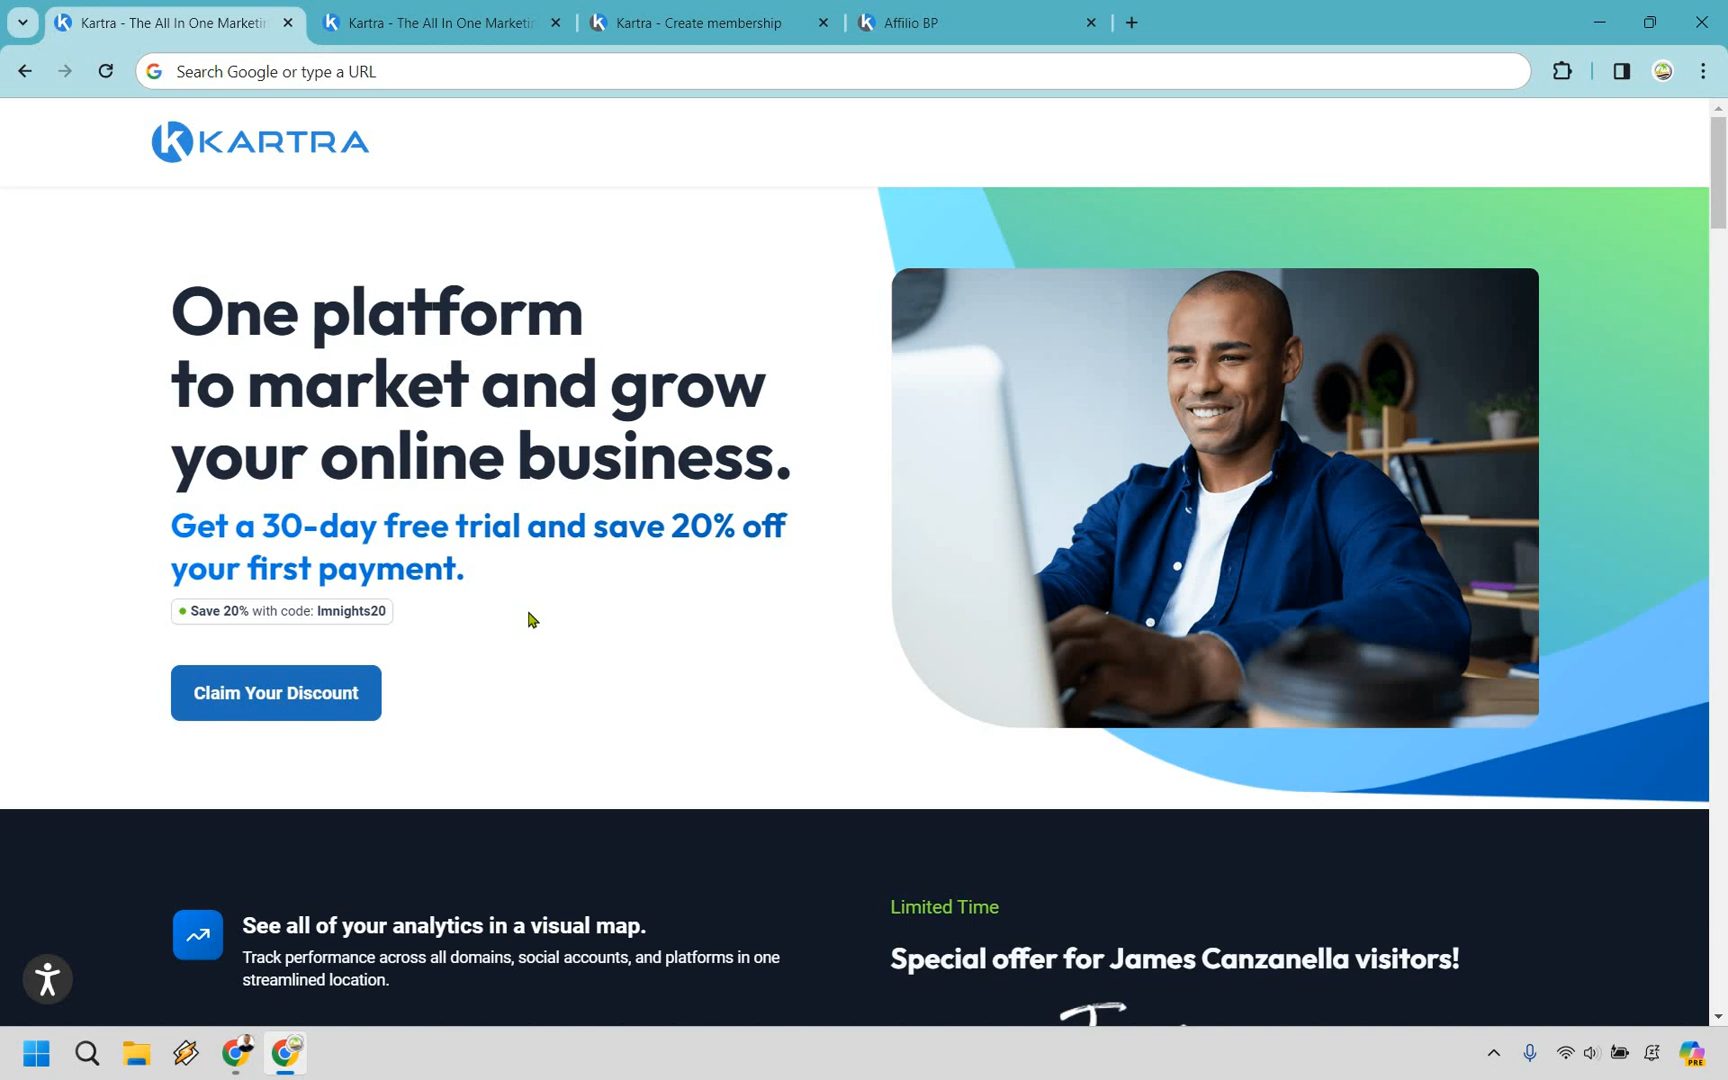 Kartra - The All In One Marketin
Kartra - The All In One Marketin
Kartra - Create membership
Affilio BP
Search Google or type a URL
KARTRA
One platform
to market and grow
your online business.
Get a 30-day free trial and save 20% off
your first payment.
Save 20% with code: Imnights20
Claim Your Discount
See all of your analytics in a visual map.
Track performance across all domains, social accounts, and platforms in one
streamlined location.
Limited Time
Special offer for James Canzanella visitors!
PRE